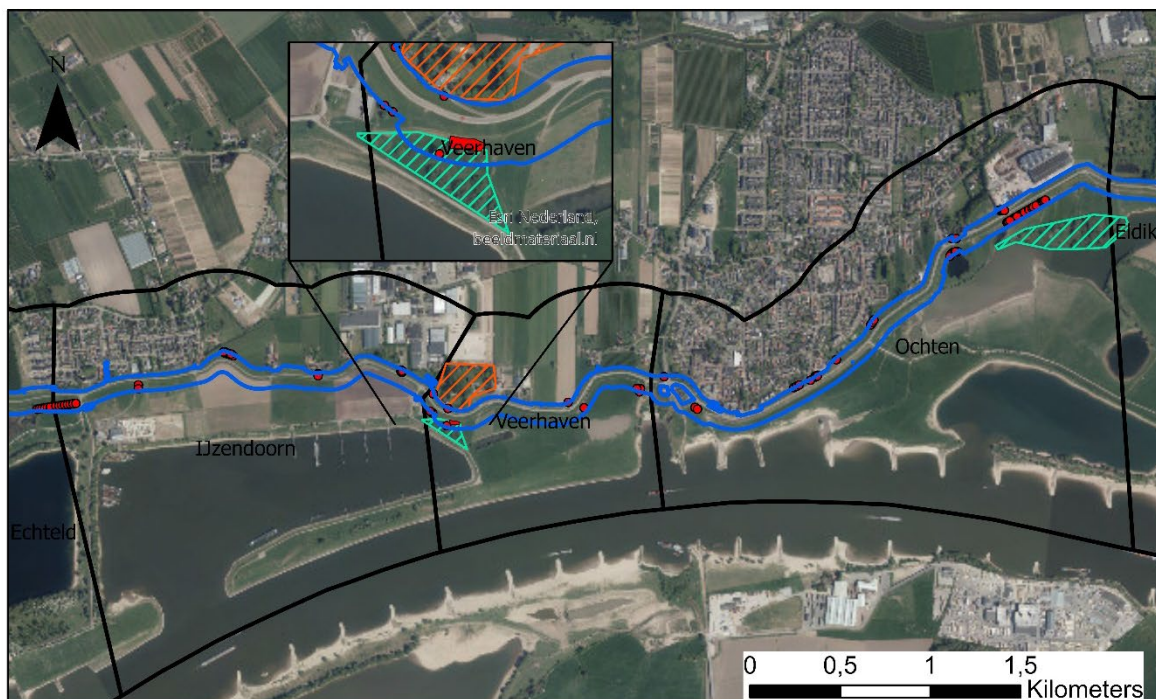 N
Veerhaven
Esri Nederland,
beeldmateriaal.nl
Eldik
Ochten
Veerhaven
IJzendoorn
Echteld
0 0,5 1 1,5
Kilometers